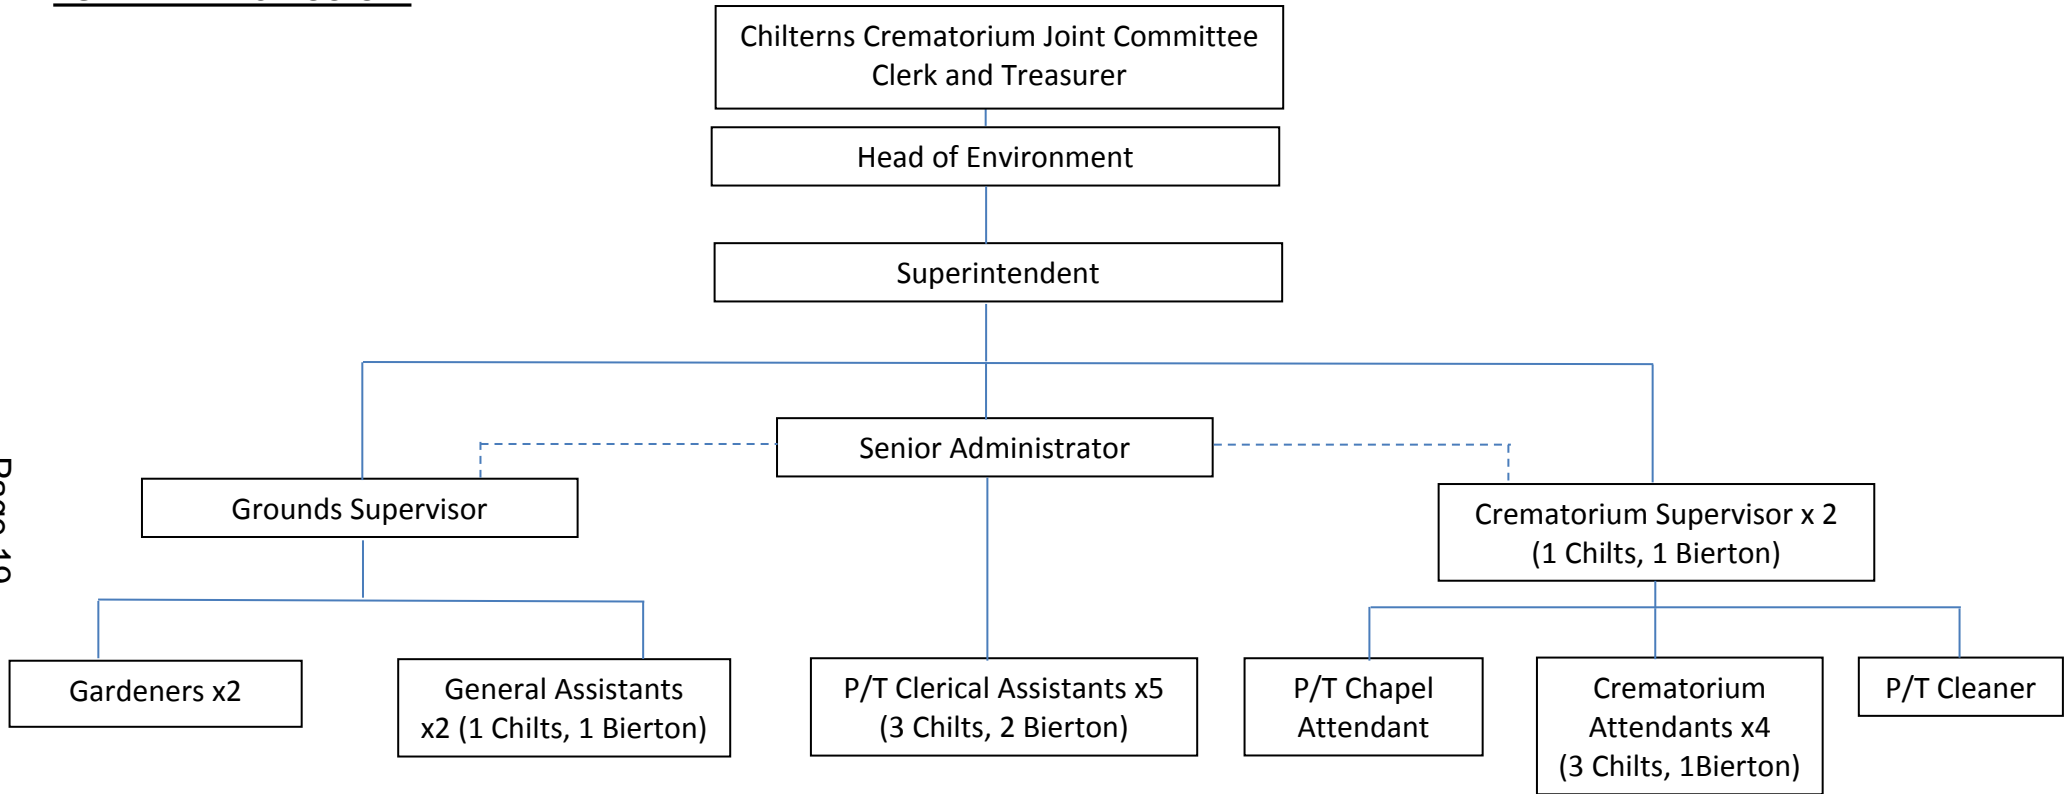 Chilterns Crematorium Joint Committee
Clerk and Treasurer
Head of Environment
Superintendent
Senior Administrator
Grounds Supervisor
Crematorium Supervisor x 2
(1 Chilts, 1 Bierton)
Gardeners x2
General Assistants
x2 (1 Chilts, 1 Bierton)
P/T Clerical Assistants x5
(3 Chilts, 2 Bierton)
P/T Chapel
Attendant
Crematorium
Attendants x4
(3 Chilts, 1Bierton)
P/T Cleaner